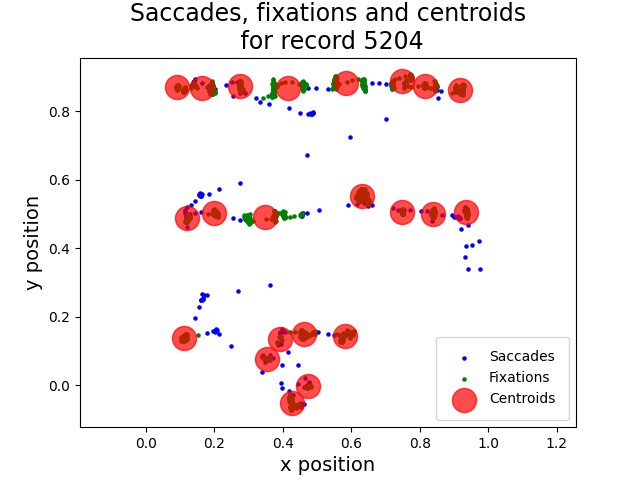 Saccades, fixations and centroids
for record 5204
y position
0.8
0.6
0.4
0.2
0.0
Saccades
Fixations
Centroids
0.0 0.2 0.4 0.6 0.8 1.0 1.2
x position